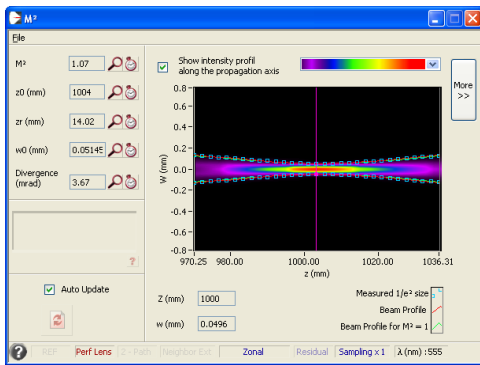 M²
File
M² 1.07
z0 (mm) 1004
zr (mm) 14.02
w0 (mm) 0.05145
Divergence
(mrad) 3.67
?
Auto Update
Show intensity profil
along the propagation axis
More
>>
W (mm)
0.8
0.6
0.4
0.2
0.0
-0.2
-0.4
-0.6
-0.8
970.25 980.00 1000.00 1020.00 1036.31
z (mm)
Z (mm) 1000
w (mm) 0.0496
Measured 1/e² size
Beam Profile
Beam Profile for M² = 1
? REF Perf Lens Z - Path Neighbor Ext Zonal Residual Sampling x 1 λ (nm) :555